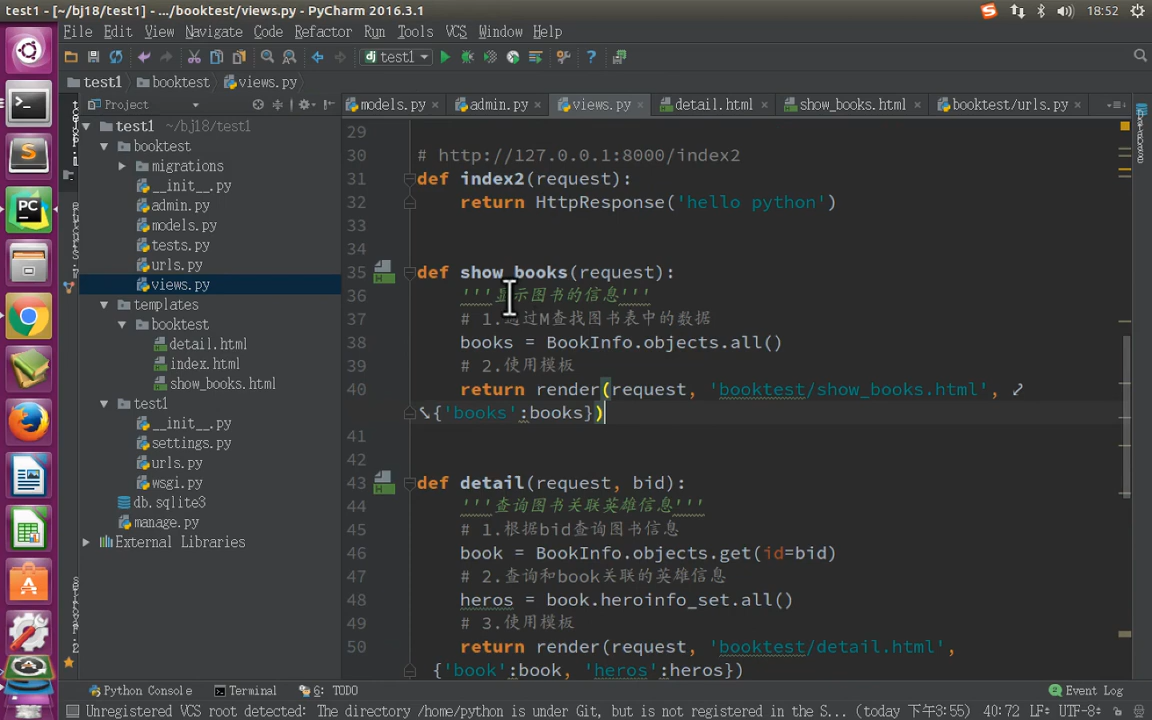 test1 - [~/bj18/test1] - .../booktest/views.py - PyCharm 2016.3.1
18:52
File Edit View Navigate Code Refactor Run Tools VCS Window Help
test1
test1 booktest views.py
Project
models.py admin.py views.py detail.html show_books.html booktest/urls.py
test1 ~/bj18/test1
booktest
migrations
__init__.py
admin.py
models.py
tests.py
urls.py
views.py
templates
booktest
detail.html
index.html
show_books.html
test1
__init__.py
settings.py
urls.py
wsgi.py
db.sqlite3
manage.py
External Libraries
29
30 # http://127.0.0.1:8000/index2
31 def index2(request):
32 return HttpResponse('hello python')
33
34
35 def show_books(request):
36 '''显示图书的信息'''
37 # 1.通过M查找图书表中的数据
38 books = BookInfo.objects.all()
39 # 2.使用模板
40 return render(request, 'booktest/show_books.html',
{'books':books})
41
42
43 def detail(request, bid):
44 '''查询图书关联英雄信息'''
45 # 1.根据bid查询图书信息
46 book = BookInfo.objects.get(id=bid)
47 # 2.查询和book关联的英雄信息
48 heros = book.heroinfo_set.all()
49 # 3.使用模板
50 return render(request, 'booktest/detail.html',
{'book':book, 'heros':heros})
Python Console Terminal 6: TODO Event Log
Unregistered VCS root detected: The directory /home/python is under Git, but is not registered in the S... (today 下午3:55) 40:72 LF÷ UTF-8÷